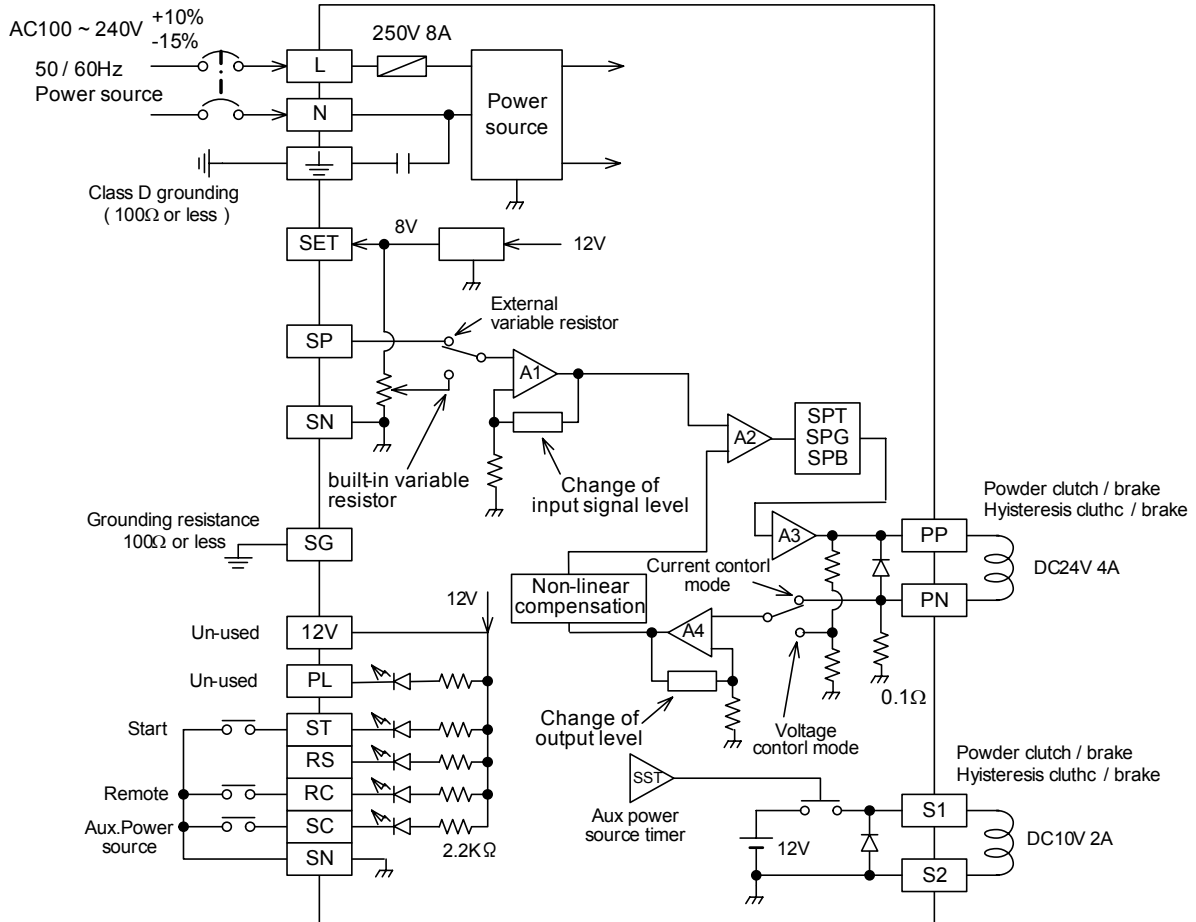 AC100 ~ 240V +10%
-15%
50 / 60Hz
Power source
L
250V 8A
N
Power
source
Class D grounding
( 100Ω or less )
SET
8V
12V
SP
External
variable resistor
A1
SN
built-in variable
resistor
Change of
input signal level
A2
SPT
SPG
SPB
Grounding resistance
100Ω or less
SG
A3
Powder clutch / brake
Hyisteresis cluthc / brake
PP
DC24V 4A
PN
Current contorl
mode
Non-linear
compensation
A4
0.1Ω
Change of
output level
Voltage
contorl mode
Un-used
12V
12V
Un-used
PL
Start
ST
RS
Remote
RC
Aux.Power
source
SC
2.2KΩ
SN
SST
Aux power
source timer
12V
Powder clutch / brake
Hyisteresis cluthc / brake
S1
DC10V 2A
S2